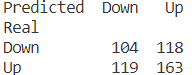 Predicted  Down   Up
Real
Down        104  118
Up          119  163